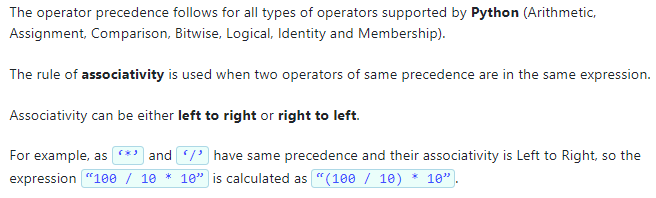 The operator precedence follows for all types of operators supported by Python (Arithmetic,
Assignment, Comparison, Bitwise, Logical, Identity and Membership).
The rule of associativity is used when two operators of same precedence are in the same expression.
Associativity can be either left to right or right to left.
For example, as ‘*’ and ‘/’ have same precedence and their associativity is Left to Right, so the
expression “100 / 10 * 10” is calculated as “(100 / 10) * 10”.